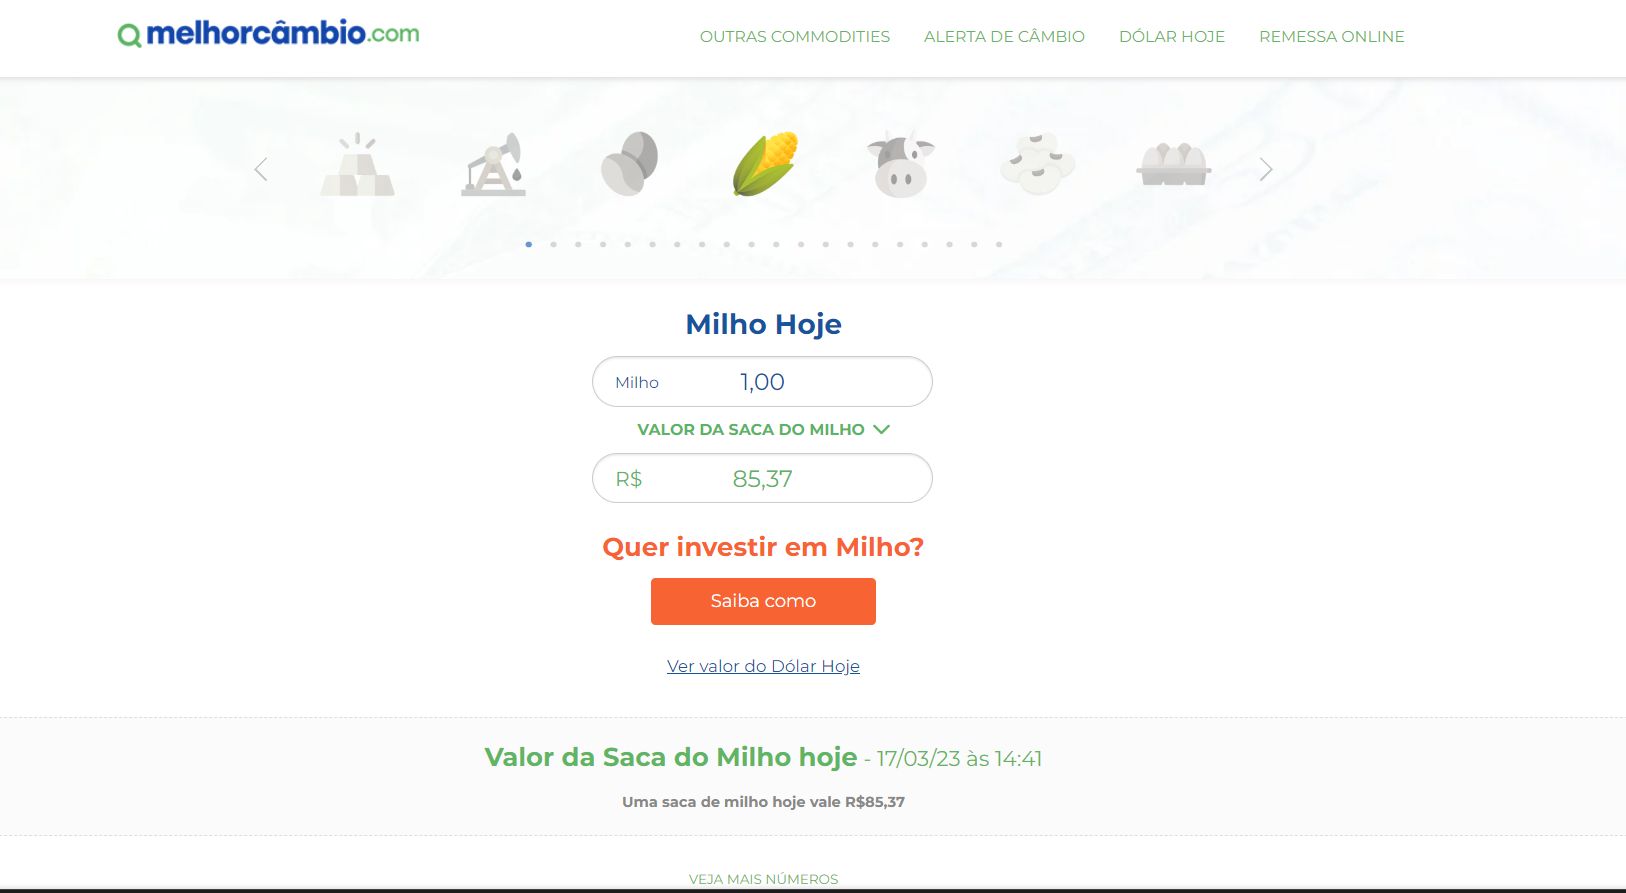 melhorcâmbio.com
OUTRAS COMMODITIES ALERTA DE CÂMBIO DÓLAR HOJE REMESSA ONLINE
Milho Hoje
Milho 1,00
VALOR DA SACA DO MILHO
R$ 85,37
Quer investir em Milho?
Saiba como
Ver valor do Dólar Hoje
Valor da Saca do Milho hoje - 17/03/23 às 14:41
Uma saca de milho hoje vale R$85,37
VEJA MAIS NÚMEROS